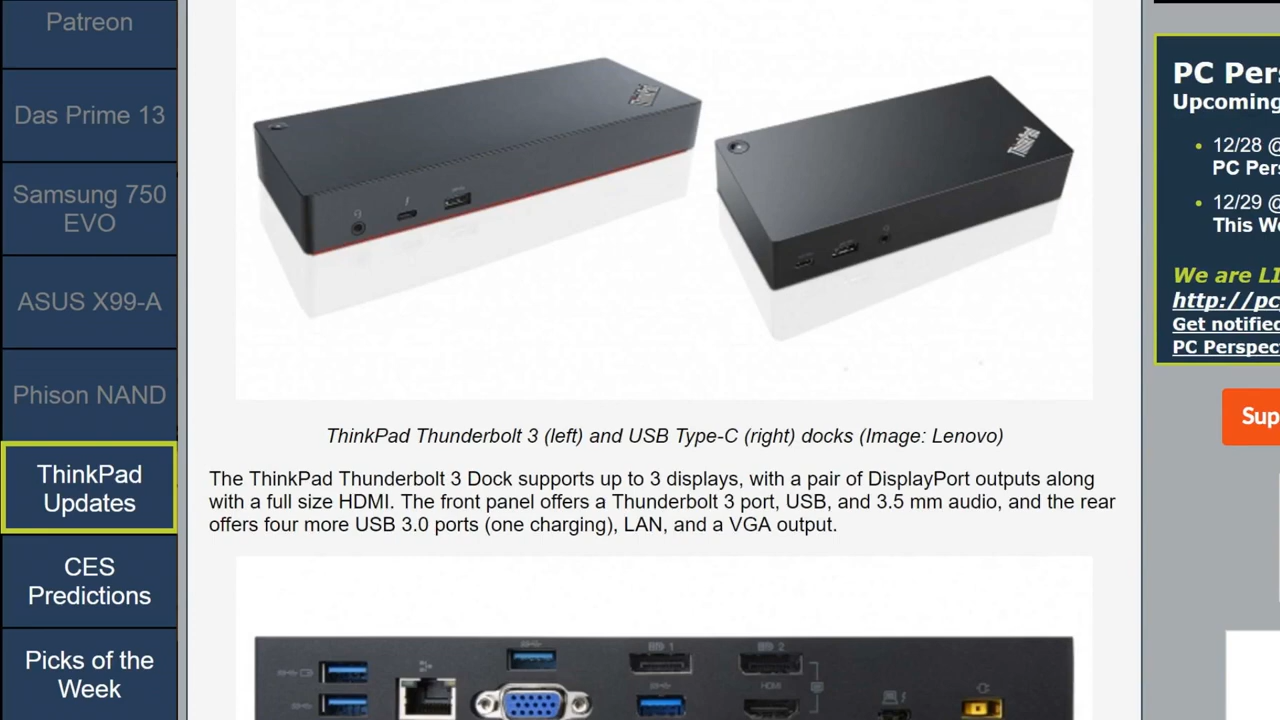 Patreon
Das Prime 13
Samsung 750
EVO
ASUS X99-A
Phison NAND
ThinkPad
Updates
CES
Predictions
Picks of the
Week
ThinkPad
ThinkPad
ThinkPad Thunderbolt 3 (left) and USB Type-C (right) docks (Image: Lenovo)
The ThinkPad Thunderbolt 3 Dock supports up to 3 displays, with a pair of DisplayPort outputs along
with a full size HDMI. The front panel offers a Thunderbolt 3 port, USB, and 3.5 mm audio, and the rear
offers four more USB 3.0 ports (one charging), LAN, and a VGA output.
1
2
HDMI
PC Pers
Upcoming
12/28 @
PC Pers
12/29 @
This We
We are LI
http://pc
Get notified
PC Perspect
Sup